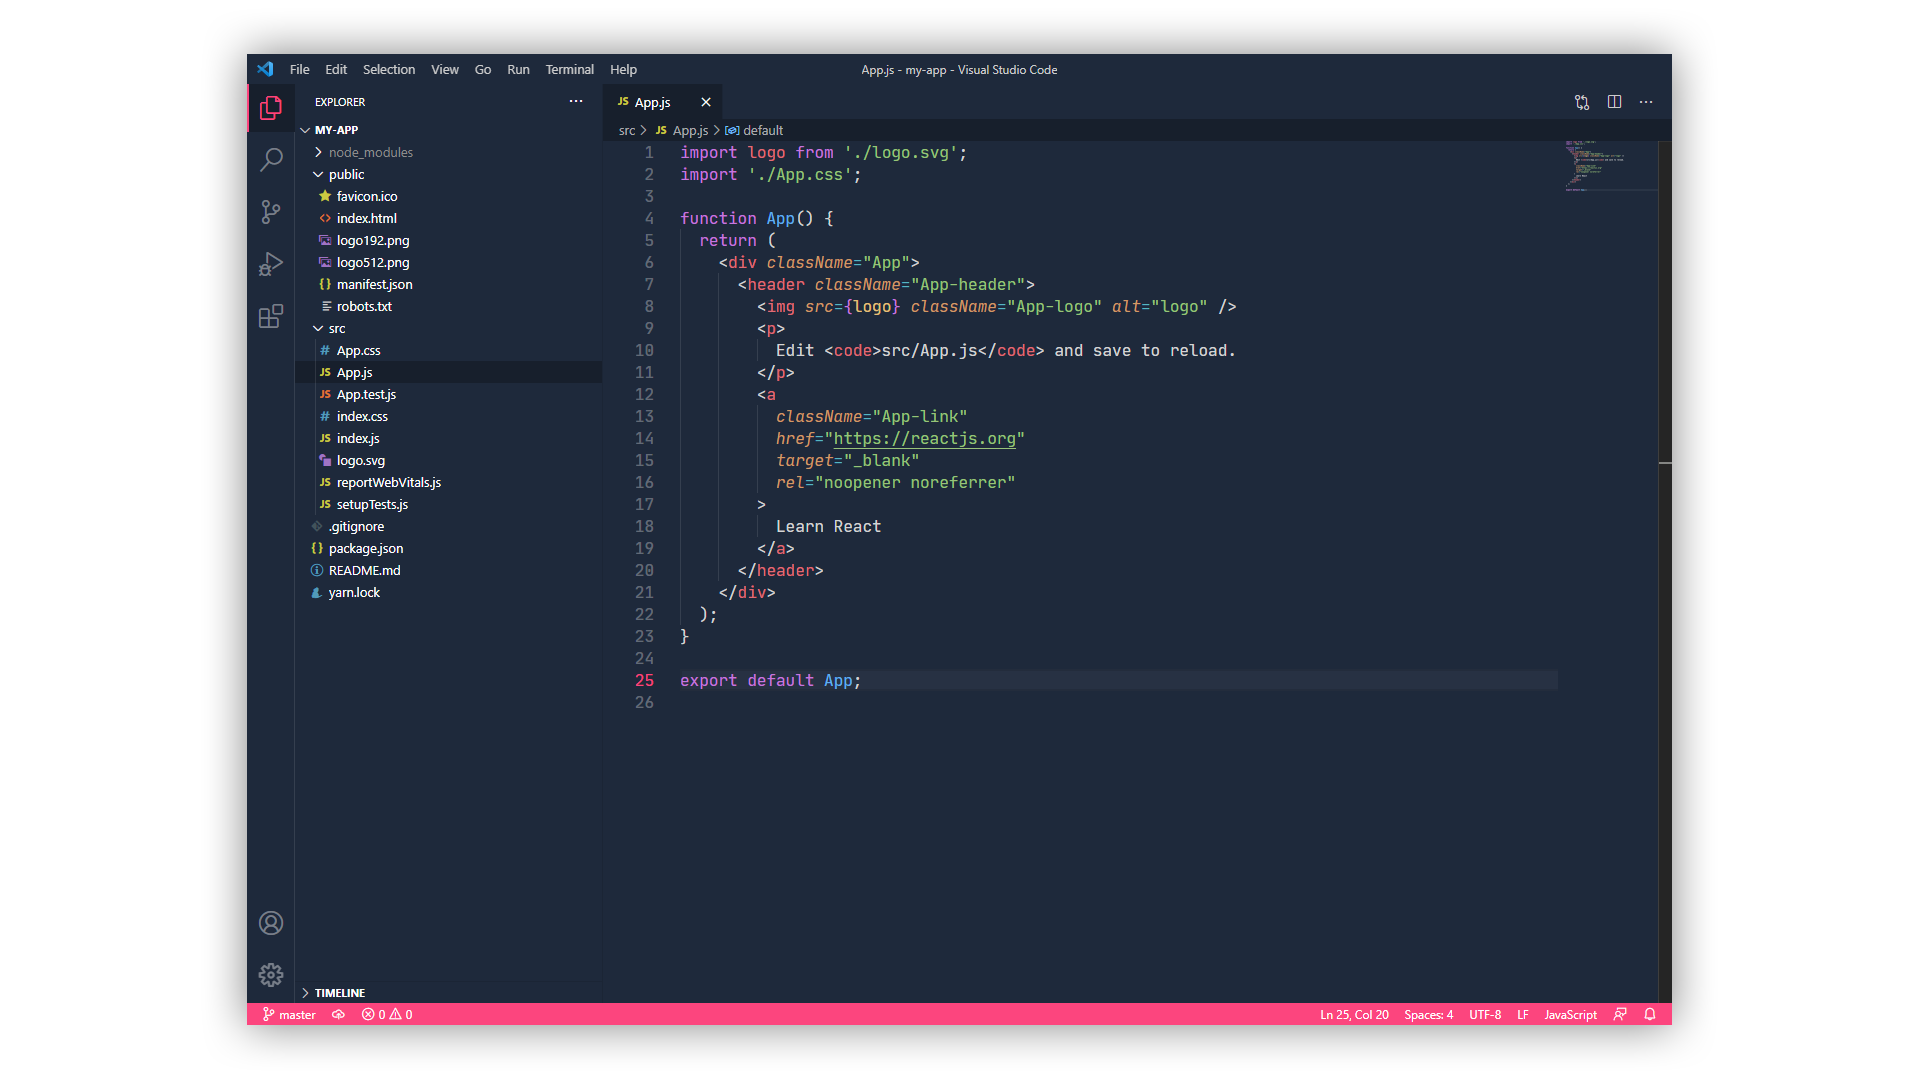 File Edit Selection View Go Run Terminal Help
App.js - my-app - Visual Studio Code
EXPLORER
MY-APP
node_modules
public
favicon.ico
index.html
logo192.png
logo512.png
manifest.json
robots.txt
src
App.css
App.js
App.test.js
index.css
index.js
logo.svg
reportWebVitals.js
setupTests.js
.gitignore
package.json
README.md
yarn.lock
TIMELINE
JS App.js
src > JS App.js > default
1 import logo from './logo.svg';
2 import './App.css';
3
4 function App() {
5 return (
6 <div className="App">
7 <header className="App-header">
8 <img src={logo} className="App-logo" alt="logo" />
9 <p>
10 Edit <code>src/App.js</code> and save to reload.
11 </p>
12 <a
13 className="App-link"
14 href="https://reactjs.org"
15 target="_blank"
16 rel="noopener noreferrer"
17 >
18 Learn React
19 </a>
20 </header>
21 </div>
22 );
23 }
24
25 export default App;
26
master 0 0
Ln 25, Col 20 Spaces: 4 UTF-8 LF JavaScript